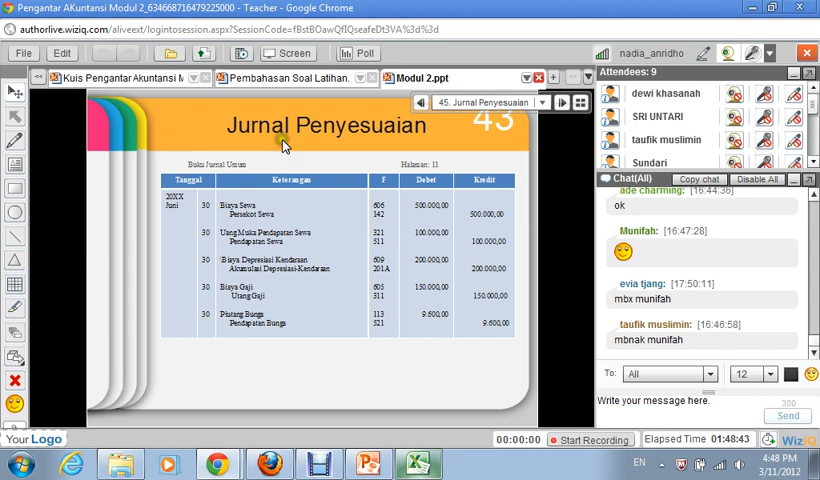 Pengantar AKuntansi Modul 2_634668716479225000 - Teacher - Google Chrome
authorlive.wiziq.com/aliveext/logintosession.aspx?SessionCode=fBstBOawQfIQseafeDt3VA%3d%3d
File Edit Screen Poll nadia_anridho
Kuis Pengantar Akuntansi M Pembahasan Soal Latihan. Modul 2.ppt
Attendees: 9
dewi khasanah
SRI UNTARI
taufik muslimin
Sundari
45. Jurnal Penyesuaian
43
Jurnal Penyesuaian
Buku Jurnal Umum Halaman: 11
Tanggal Keterangan F Debet Kredit
20XX
Juni 30 Biaya Sewa 606 500.000,00
Persekot Sewa 142 500.000,00
30 Uang Muka Pendapatan Sewa 321 100.000,00
Pendapatan Sewa 511 100.000,00
30 Biaya Depresiasi Kendaraan 609 200.000,00
Akumulasi Depresiasi-Kendaraan 201A 200.000,00
30 Biaya Gaji 605 150.000,00
Utang Gaji 311 150.000,00
30 Piutang Bunga 113 9.600,00
Pendapatan Bunga 521 9.600,00
Chat(All) Copy chat Disable All
ade charming: [16:44:36]
ok
Munifah: [16:47:28]
evia tjang: [17:50:11]
mbx munifah
taufik muslimin: [16:46:58]
mbnak munifah
To: All 12
Write your message here.
300
Send
Your Logo
00:00:00 Start Recording Elapsed Time: 01:48:43 WizIQ
EN 4:48 PM
3/11/2012